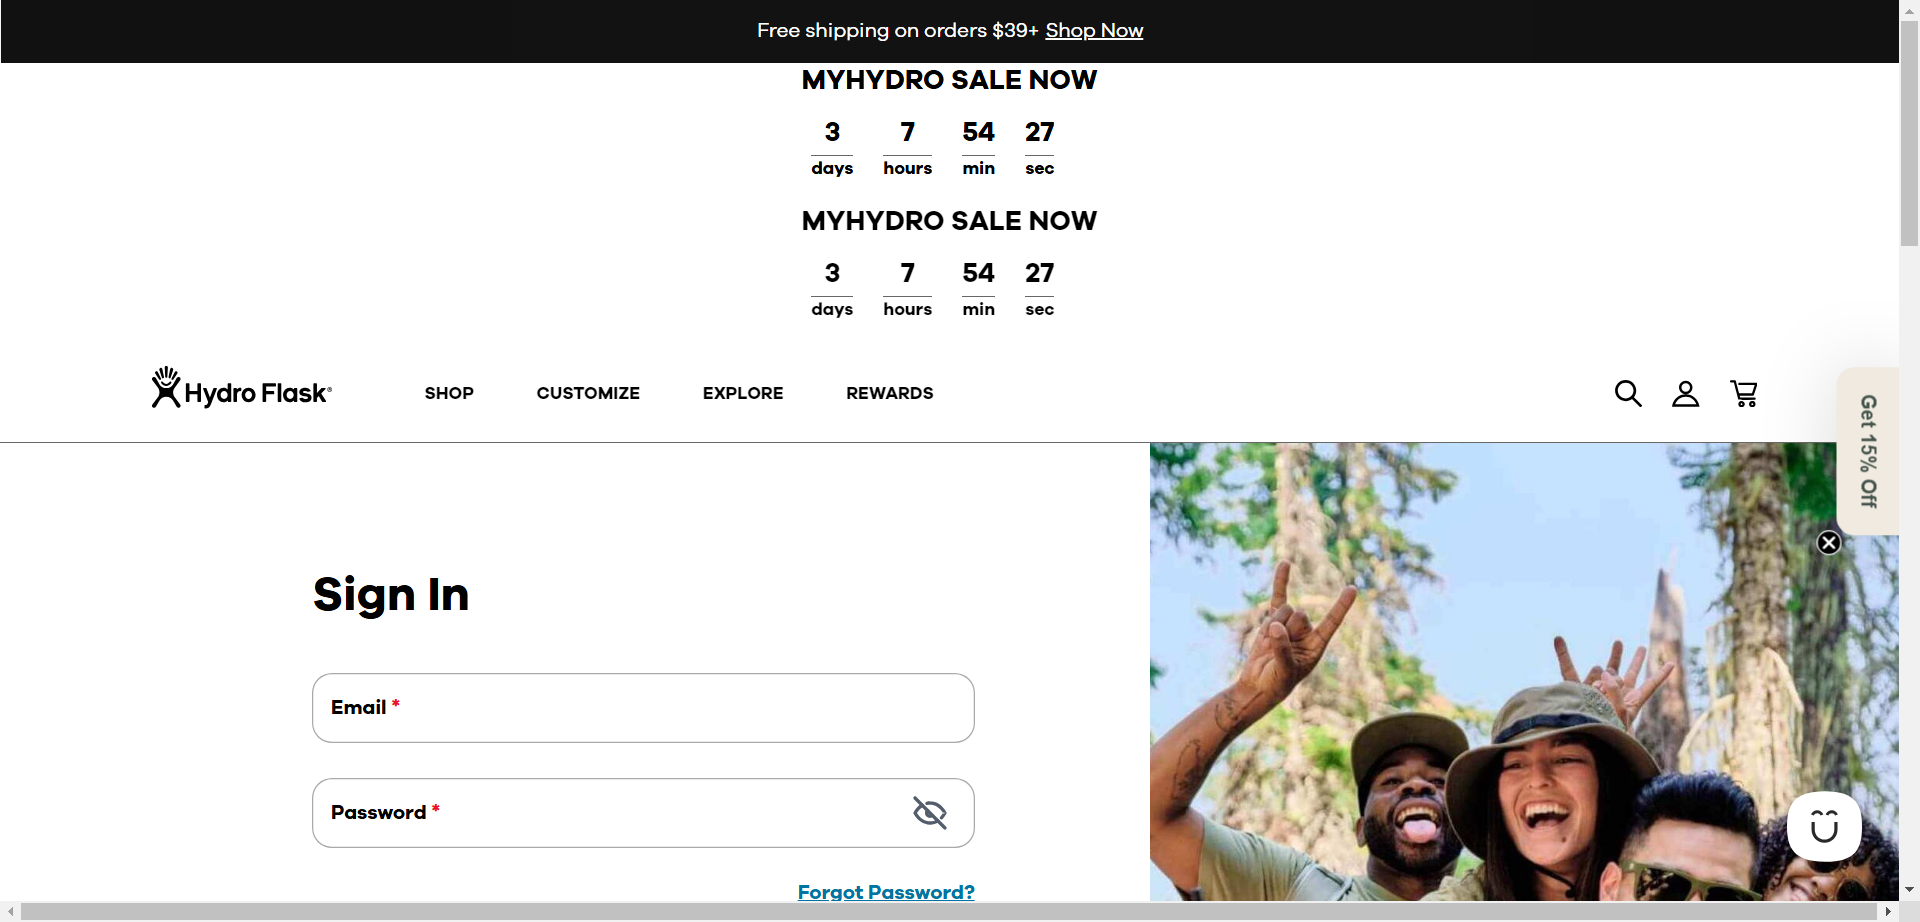 Free shipping on orders $39+ Shop Now
MYHYDRO SALE NOW
3 7 54 27
days hours min sec
MYHYDRO SALE NOW
3 7 54 27
days hours min sec
Hydro Flask® SHOP CUSTOMIZE EXPLORE REWARDS
Get 15% Off
Sign In
Email *
Password *
Forgot Password?